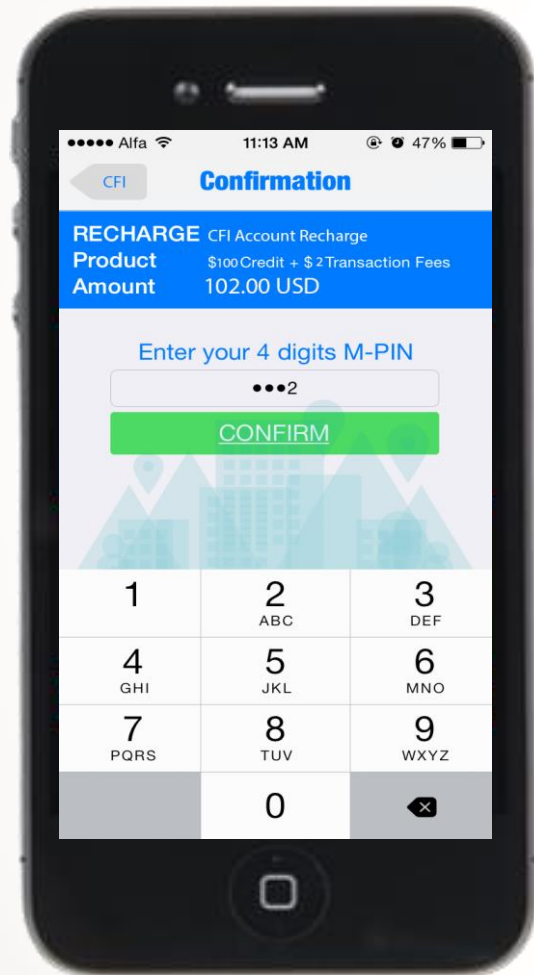 Alfa 11:13 AM 47%
CFI Confirmation
RECHARGE CFI Account Recharge
Product $100 Credit + $ 2 Transaction Fees
Amount 102.00 USD
Enter your 4 digits M-PIN
•••2
CONFIRM
1 2 3
ABC DEF
4 5 6
GHI JKL MNO
7 8 9
PQRS TUV WXYZ
0